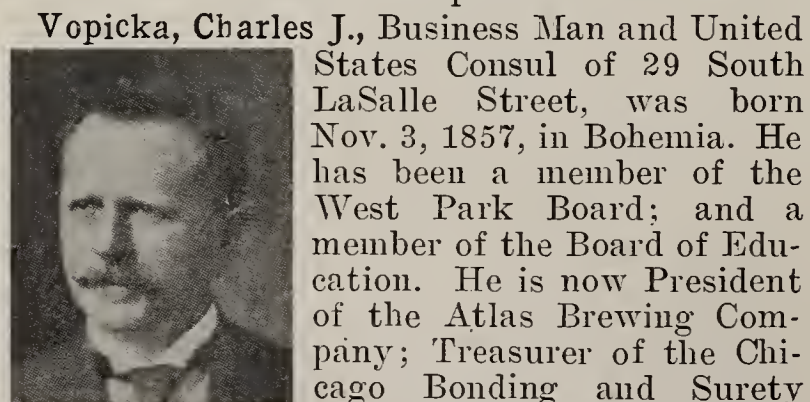 Vopicka, Charles J., Business Man and United
States Consul of 29 South
LaSalle Street, was born
Nov. 3, 1857, in Bohemia. He
has been a member of the
West Park Board; and a
member of the Board of Edu-
cation. He is now President
of the Atlas Brewing Com-
pany; Treasurer of the Chi-
cago Bonding and Surety